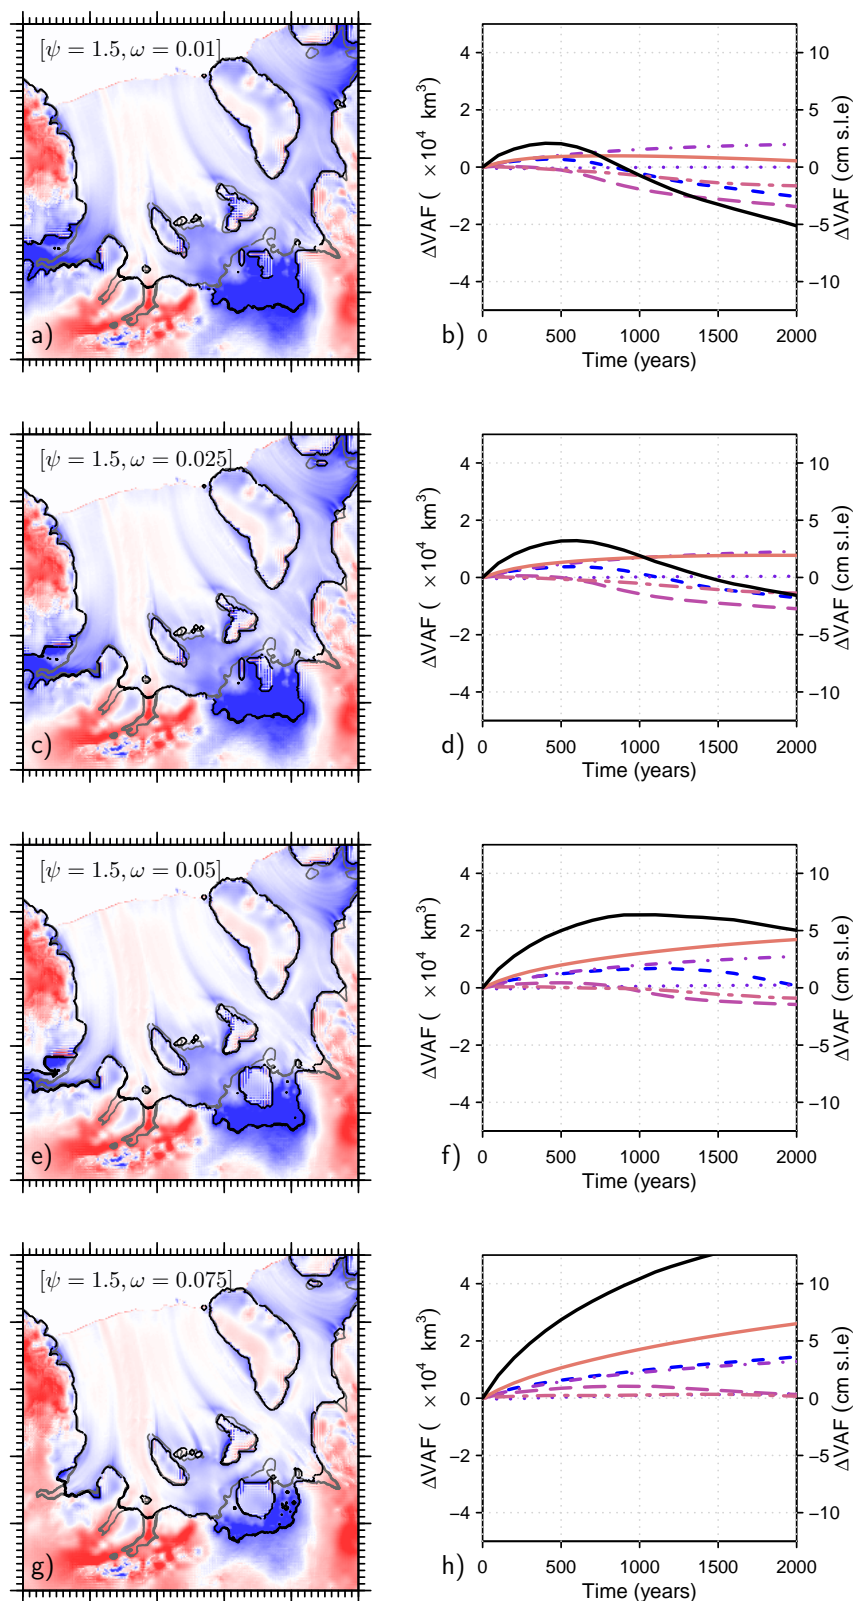 [ψ = 1.5, ω = 0.01]
a)
4
2
0
−2
−4
ΔVAF ( ×10⁴ km³)
10
5
0
−5
−10
ΔVAF (cm s.l.e)
b)
0 500 1000 1500 2000
Time (years)
[ψ = 1.5, ω = 0.025]
c)
4
2
0
−2
−4
ΔVAF ( ×10⁴ km³)
10
5
0
−5
−10
ΔVAF (cm s.l.e)
d)
0 500 1000 1500 2000
Time (years)
[ψ = 1.5, ω = 0.05]
e)
4
2
0
−2
−4
ΔVAF ( ×10⁴ km³)
10
5
0
−5
−10
ΔVAF (cm s.l.e)
f)
0 500 1000 1500 2000
Time (years)
[ψ = 1.5, ω = 0.075]
g)
4
2
0
−2
−4
ΔVAF ( ×10⁴ km³)
10
5
0
−5
−10
ΔVAF (cm s.l.e)
h)
0 500 1000 1500 2000
Time (years)